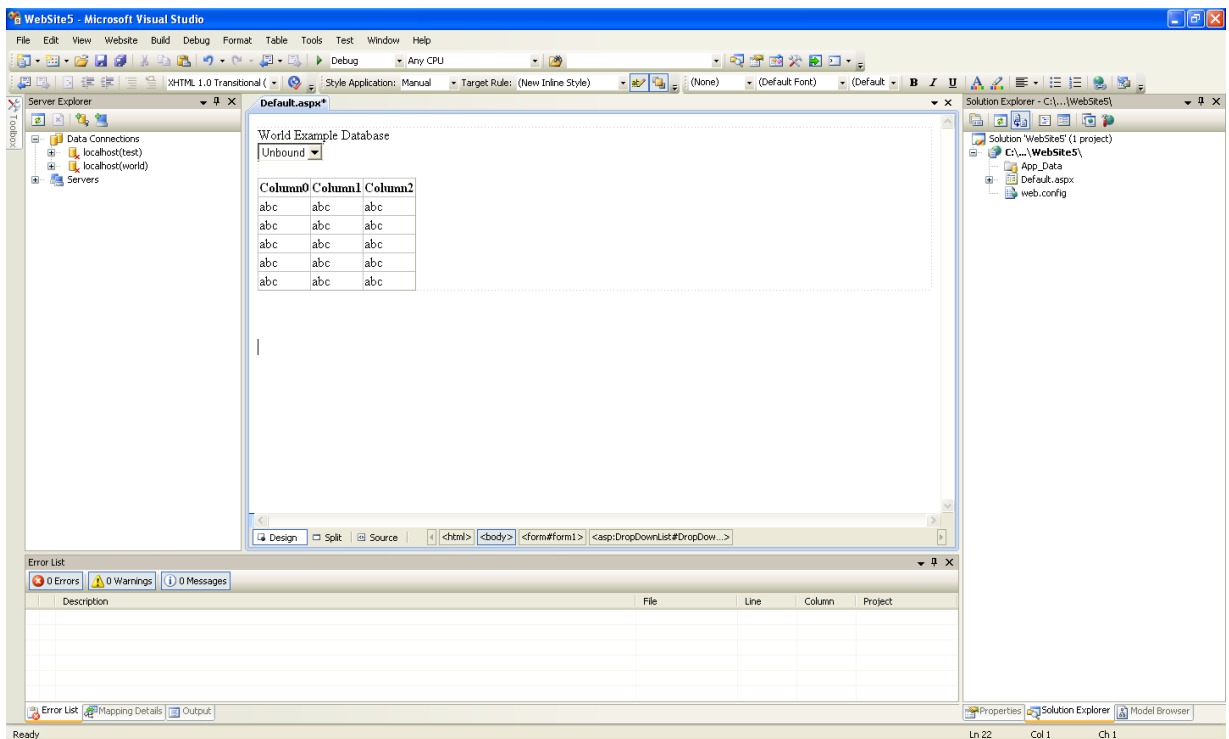 WebSite5 - Microsoft Visual Studio
File Edit View Website Build Debug Format Table Tools Test Window Help
Debug Any CPU
XHTML 1.0 Transitional ( Style Application: Manual Target Rule: (New Inline Style) (None) (Default Font) (Default B I U
Toolbox
Server Explorer
Data Connections
localhost(test)
localhost(world)
Servers
Default.aspx*
World Example Database
Unbound
Column0 Column1 Column2
abc abc abc
abc abc abc
abc abc abc
abc abc abc
abc abc abc
Design Split Source <html> <body> <form#form1> <asp:DropDownList#DropDow...>
Solution Explorer - C:\...\WebSite5\
Solution 'WebSite5' (1 project)
C:\...\WebSite5\
App_Data
Default.aspx
web.config
Error List
0 Errors 0 Warnings 0 Messages
Description File Line Column Project
Error List Mapping Details Output
Properties Solution Explorer Model Browser
Ready Ln 22 Col 1 Ch 1